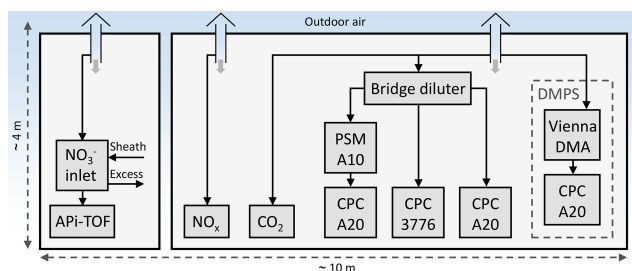 Outdoor air
~ 4 m
NO₃⁻
inlet
Sheath
Excess
APi-TOF
Bridge diluter
PSM
A10
CPC
A20
CPC
3776
CPC
A20
DMPS
Vienna
DMA
CPC
A20
NOₓ
CO₂
~ 10 m